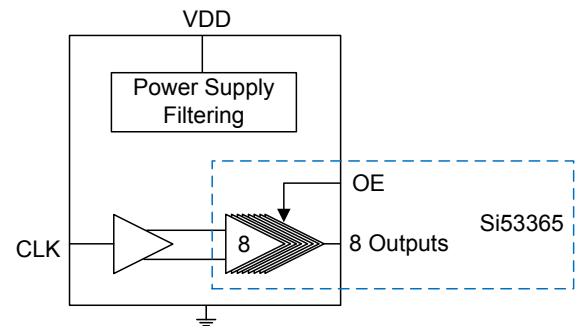 VDD
Power Supply
Filtering
OE
Si53365
CLK
8
8 Outputs